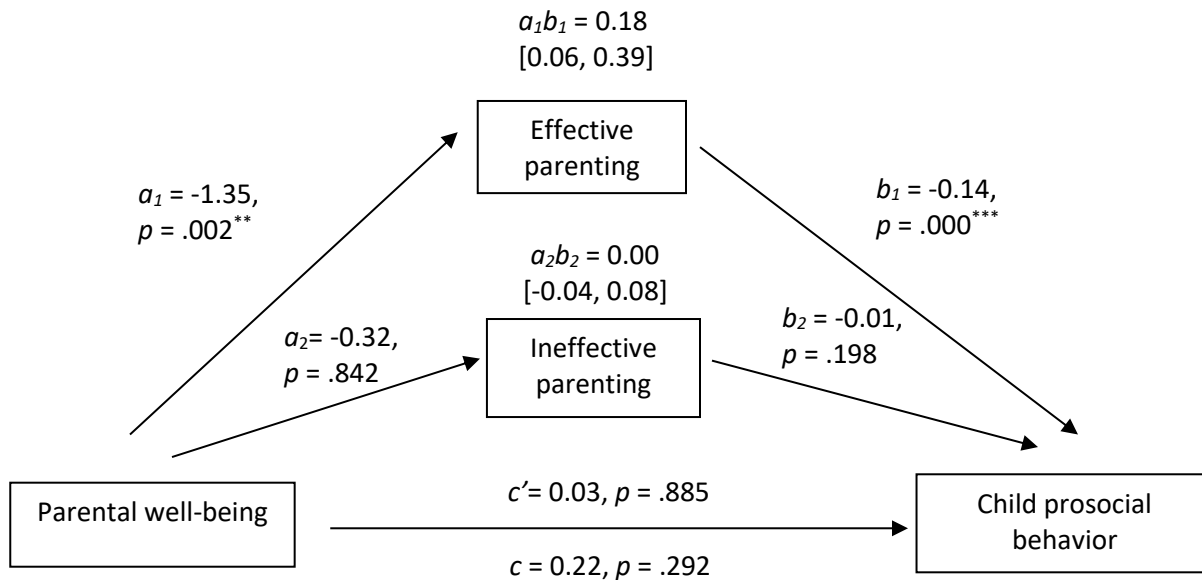 a₁b₁ = 0.18
[0.06, 0.39]
Effective
parenting
a₁ = -1.35,
p = .002**
b₁ = -0.14,
p = .000***
a₂b₂ = 0.00
[-0.04, 0.08]
a₂= -0.32,
p = .842
Ineffective
parenting
b₂ = -0.01,
p = .198
Parental well-being
c’= 0.03, p = .885
c = 0.22, p = .292
Child prosocial
behavior